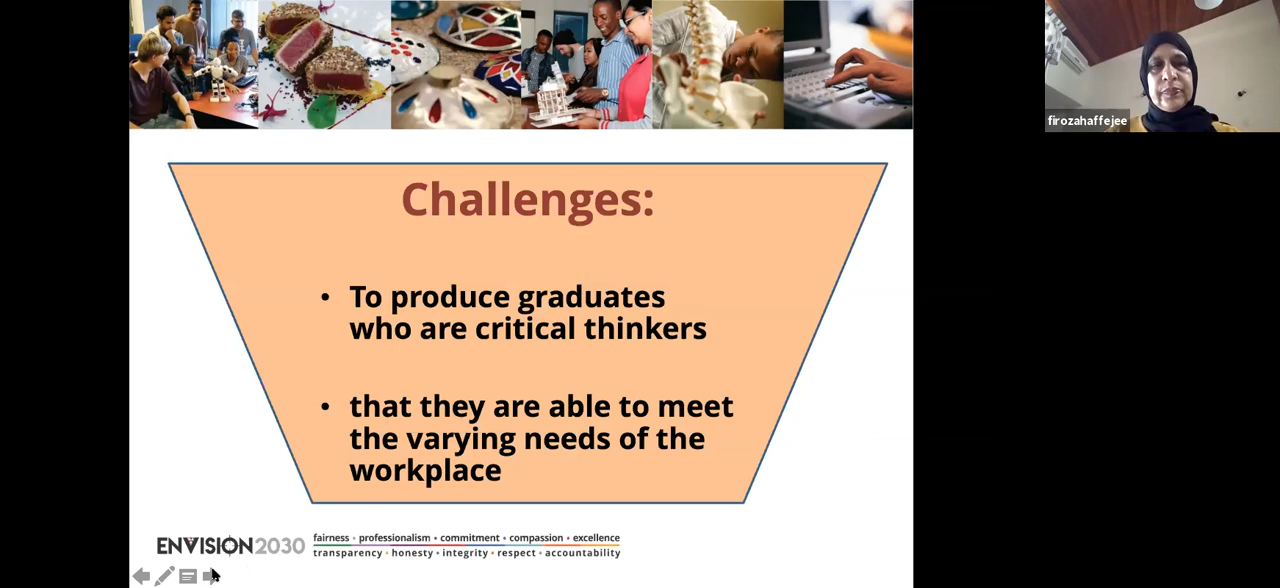 firozahaffejee
Challenges:
• To produce graduates
who are critical thinkers
• that they are able to meet
the varying needs of the
workplace
ENVISION2030
fairness • professionalism • commitment • compassion • excellence
transparency • honesty • integrity • respect • accountability